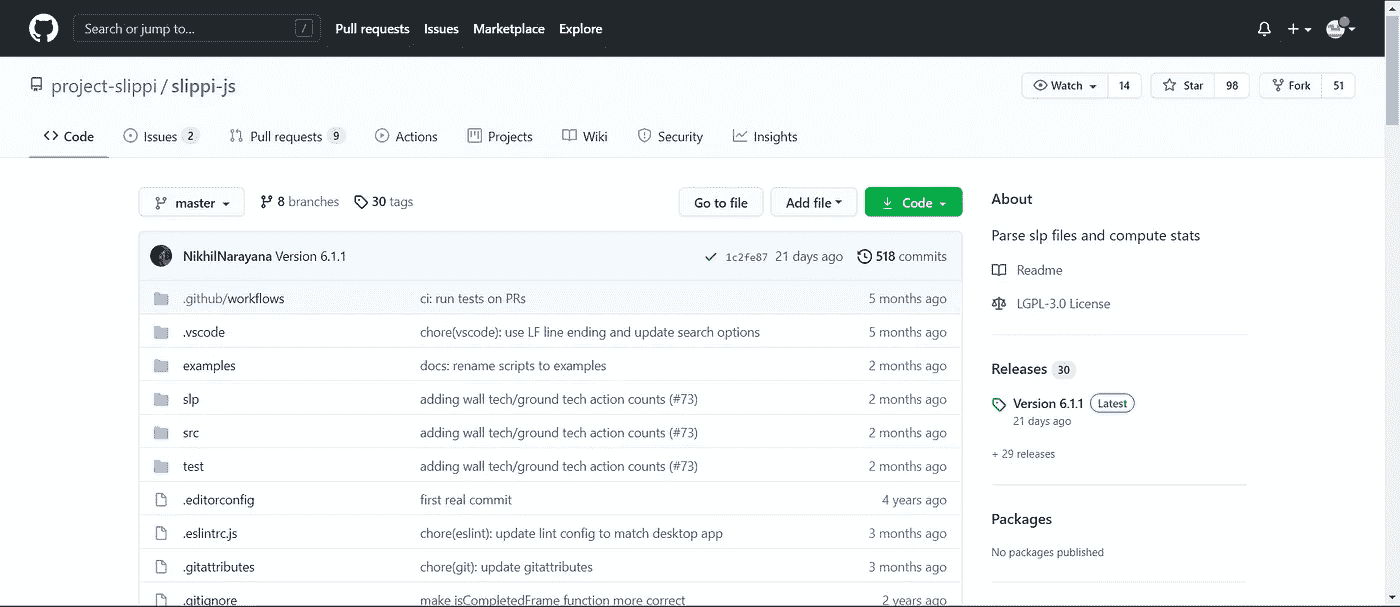 Search or jump to... /
Pull requests Issues Marketplace Explore
project-slippi / slippi-js
Watch 14 Star 98 Fork 51
Code Issues 2 Pull requests 9 Actions Projects Wiki Security Insights
master 8 branches 30 tags Go to file Add file Code
NikhilNarayana Version 6.1.1 1c2fe87 21 days ago 518 commits
.github/workflows ci: run tests on PRs 5 months ago
.vscode chore(vscode): use LF line ending and update search options 5 months ago
examples docs: rename scripts to examples 2 months ago
slp adding wall tech/ground tech action counts (#73) 2 months ago
src adding wall tech/ground tech action counts (#73) 2 months ago
test adding wall tech/ground tech action counts (#73) 2 months ago
.editorconfig first real commit 4 years ago
.eslintrc.js chore(eslint): update lint config to match desktop app 3 months ago
.gitattributes chore(git): update gitattributes 3 months ago
.gitignore make isCompletedFrame function more correct 2 years ago
About
Parse slp files and compute stats
Readme
LGPL-3.0 License
Releases 30
Version 6.1.1 Latest
21 days ago
+ 29 releases
Packages
No packages published